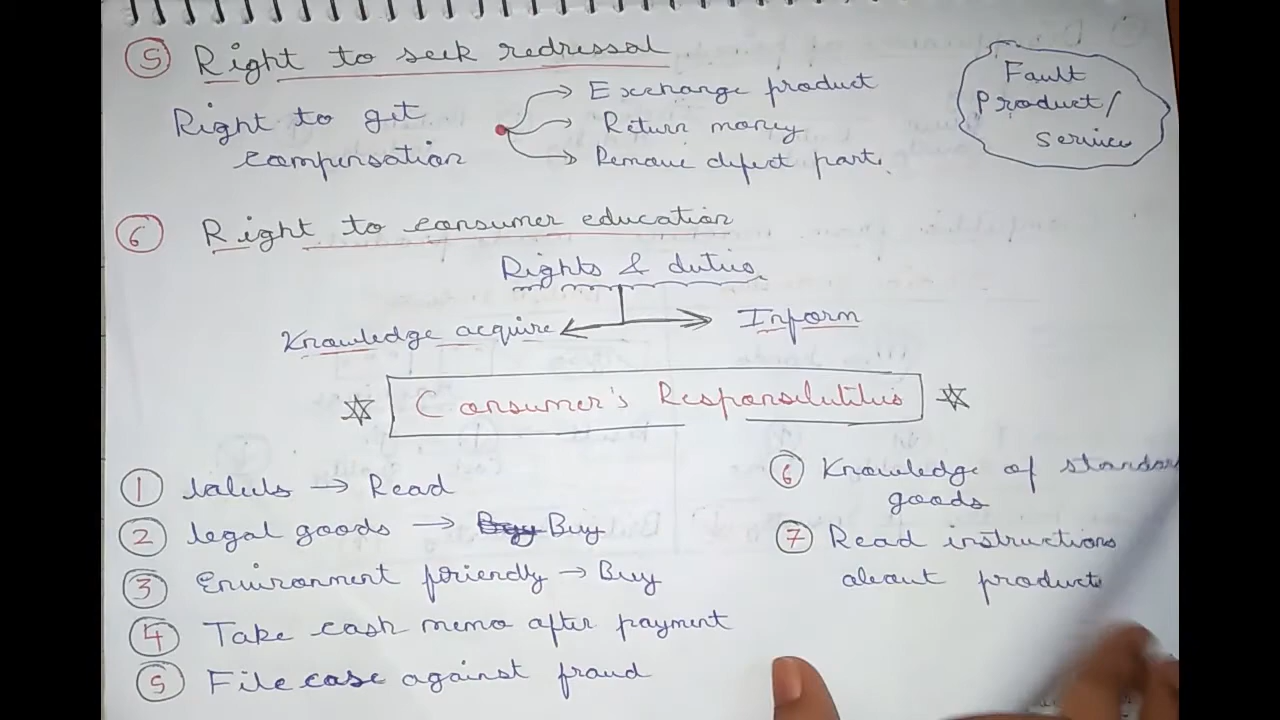 5 Right to seek redressal
Right to get
compensation
→ Exchange product
→ Return money
→ Remove defect part.
Fault
Product/
Service
6 Right to consumer education
Rights & duties
Knowledge acquire
Inform
Consumer's Responsibilities
1 labels → Read
2 legal goods → Buy
3 Environment friendly → Buy
4 Take cash memo after payment
5 File case against fraud
6 Knowledge of
goods
7 Read instructions
about products